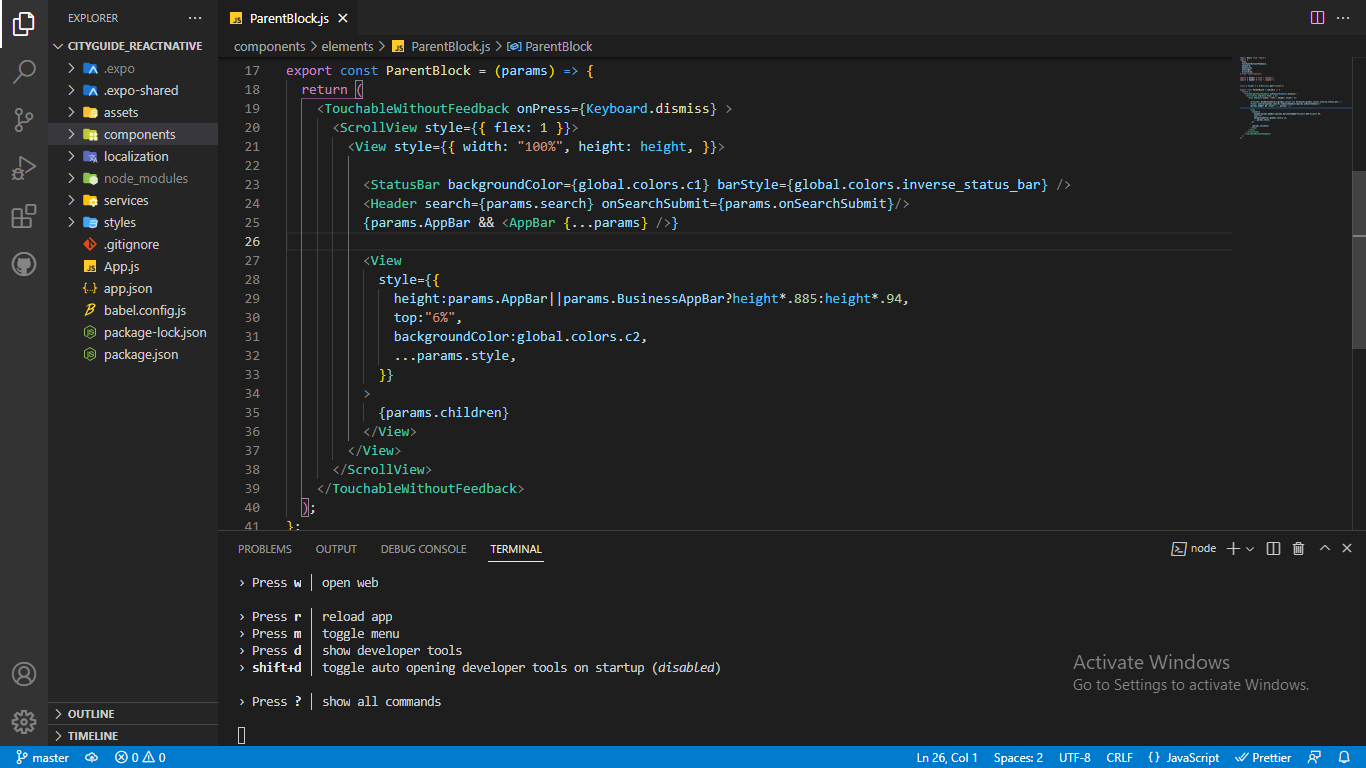 EXPLORER
CITYGUIDE_REACTNATIVE
.expo
.expo-shared
assets
components
localization
node_modules
services
styles
.gitignore
App.js
app.json
babel.config.js
package-lock.json
package.json
OUTLINE
TIMELINE
JS ParentBlock.js
components > elements > JS ParentBlock.js > ParentBlock
17 export const ParentBlock = (params) => {
18 return (
19 <TouchableWithoutFeedback onPress={Keyboard.dismiss} >
20 <ScrollView style={{ flex: 1 }}>
21 <View style={{ width: "100%", height: height, }}>
22
23 <StatusBar backgroundColor={global.colors.c1} barStyle={global.colors.inverse_status_bar} />
24 <Header search={params.search} onSearchSubmit={params.onSearchSubmit}/>
25 {params.AppBar && <AppBar {...params} />}
26
27 <View
28 style={{
29 height:params.AppBar||params.BusinessAppBar?height*.885:height*.94,
30 top:"6%",
31 backgroundColor:global.colors.c2,
32 ...params.style,
33 }}
34 >
35 {params.children}
36 </View>
37 </View>
38 </ScrollView>
39 </TouchableWithoutFeedback>
40 );
41 };
PROBLEMS OUTPUT DEBUG CONSOLE TERMINAL node
› Press w │ open web
› Press r │ reload app
› Press m │ toggle menu
› Press d │ show developer tools
› shift+d │ toggle auto opening developer tools on startup (disabled)
› Press ? │ show all commands
Activate Windows
Go to Settings to activate Windows.
master 0 0 Ln 26, Col 1 Spaces: 2 UTF-8 CRLF {} JavaScript Prettier